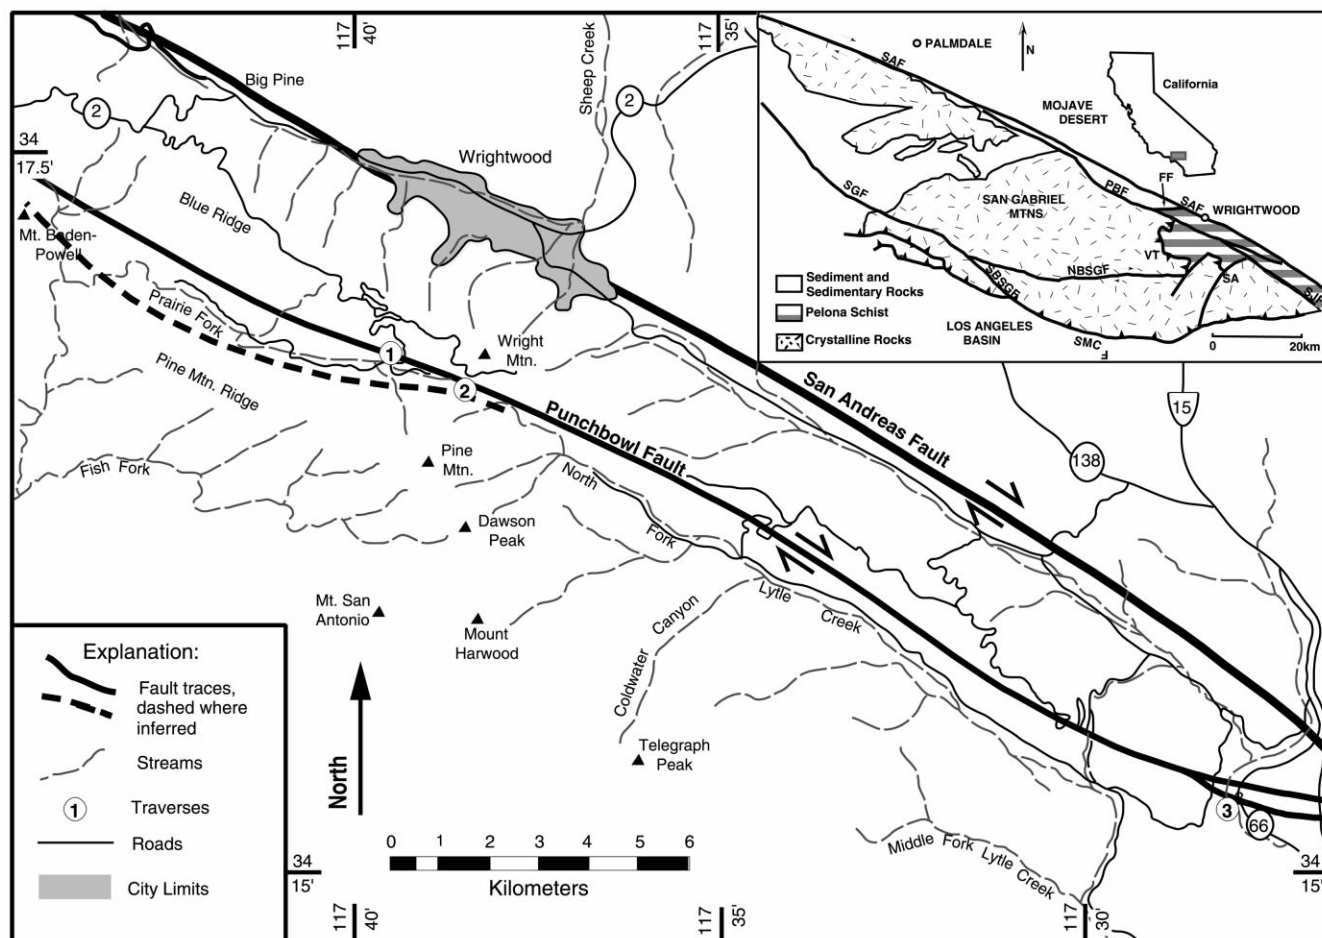 117
40'
117
35'
Sheep Creek
Big Pine
2
2
34
17.5'
Wrightwood
Blue Ridge
Mt. Baden-
Powell
Prairie Fork
Pine Mtn. Ridge
Fish Fork
1
2
Wright
Mtn.
Punchbowl Fault
San Andreas Fault
Pine
Mtn.
North
Fork
Lytle
Creek
Dawson
Peak
Mt. San
Antonio
Mount
Harwood
Coldwater
Canyon
Telegraph
Peak
15
138
3
66
Middle Fork Lytle Creek
34
15'
34
15'
117
40'
117
35'
117
30'
North
0 1 2 3 4 5 6
Kilometers
Explanation:
Fault traces,
dashed where
inferred
Streams
1
Traverses
Roads
City Limits
PALMDALE
N
SAF
California
MOJAVE
DESERT
FF
PBF
SAF
WRIGHTWOOD
SGF
SAN GABRIEL
MTNS
VT
NBSGF
SBSGF
SA
SJF
LOS ANGELES
BASIN
SMC
F
0 20km
Sediment and
Sedimentary Rocks
Pelona Schist
Crystalline Rocks